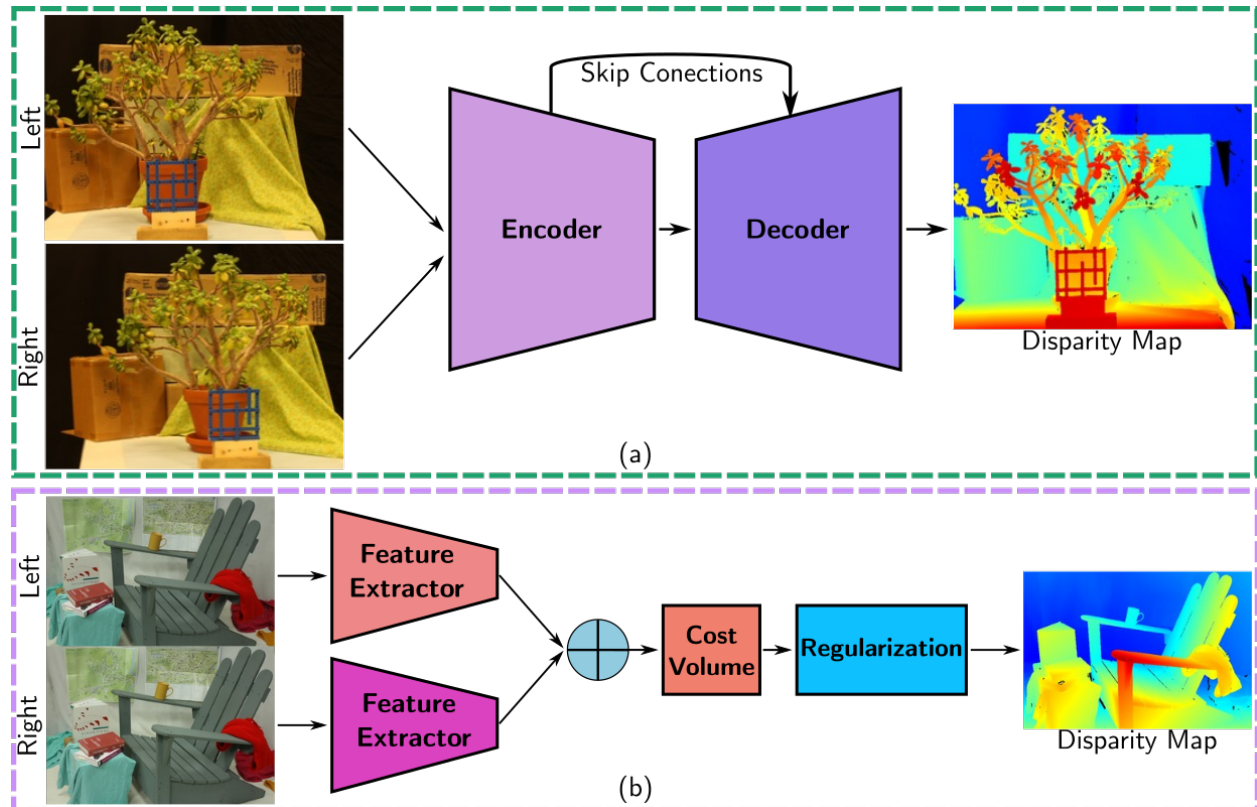 Left
Right
Skip Conections
Encoder
Decoder
Disparity Map
(a)
Left
Right
Feature
Extractor
Feature
Extractor
Cost
Volume
Regularization
Disparity Map
(b)